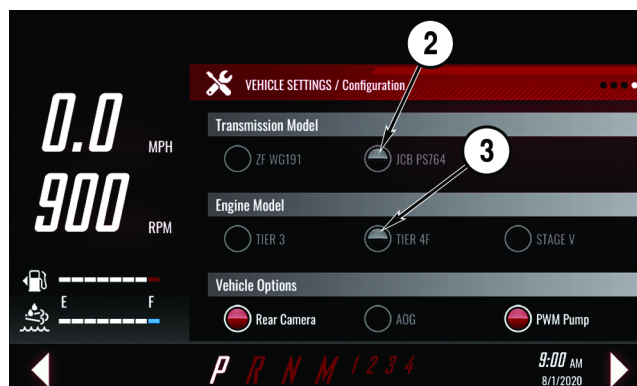 2
VEHICLE SETTINGS / Configuration
0.0 MPH
Transmission Model
ZF WG191 JCB PS764
3
900 RPM
Engine Model
TIER 3 TIER 4F STAGE V
Vehicle Options
E F
Rear Camera AOG PWM Pump
P R N M 1 2 3 4
9:00 AM
8/1/2020